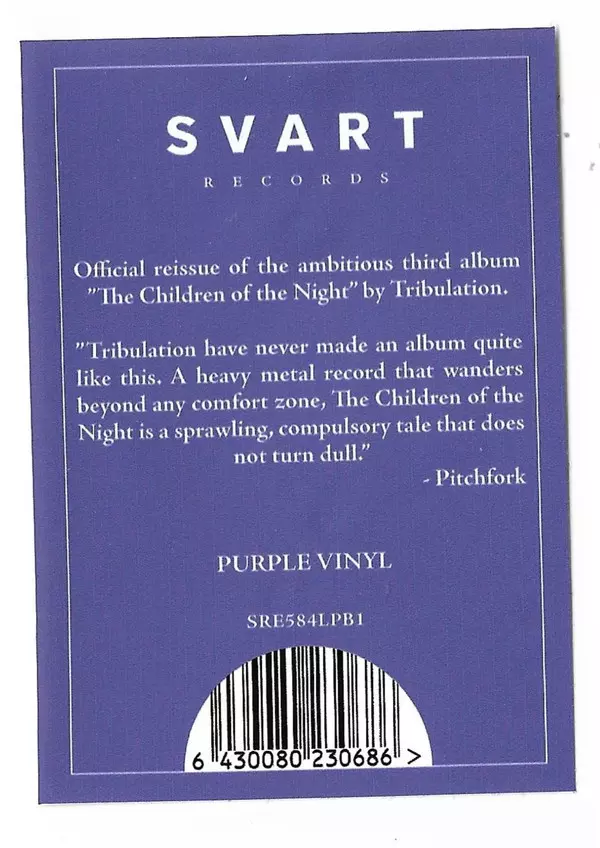 SVART
RECORDS
Official reissue of the ambitious third album
"The Children of the Night" by Tribulation.
"Tribulation have never made an album quite
like this. A heavy metal record that wanders
beyond any comfort zone, The Children of the
Night is a sprawling, compulsory tale that does
not turn dull."
- Pitchfork
PURPLE VINYL
SRE584LPB1
6 430080 230686 >